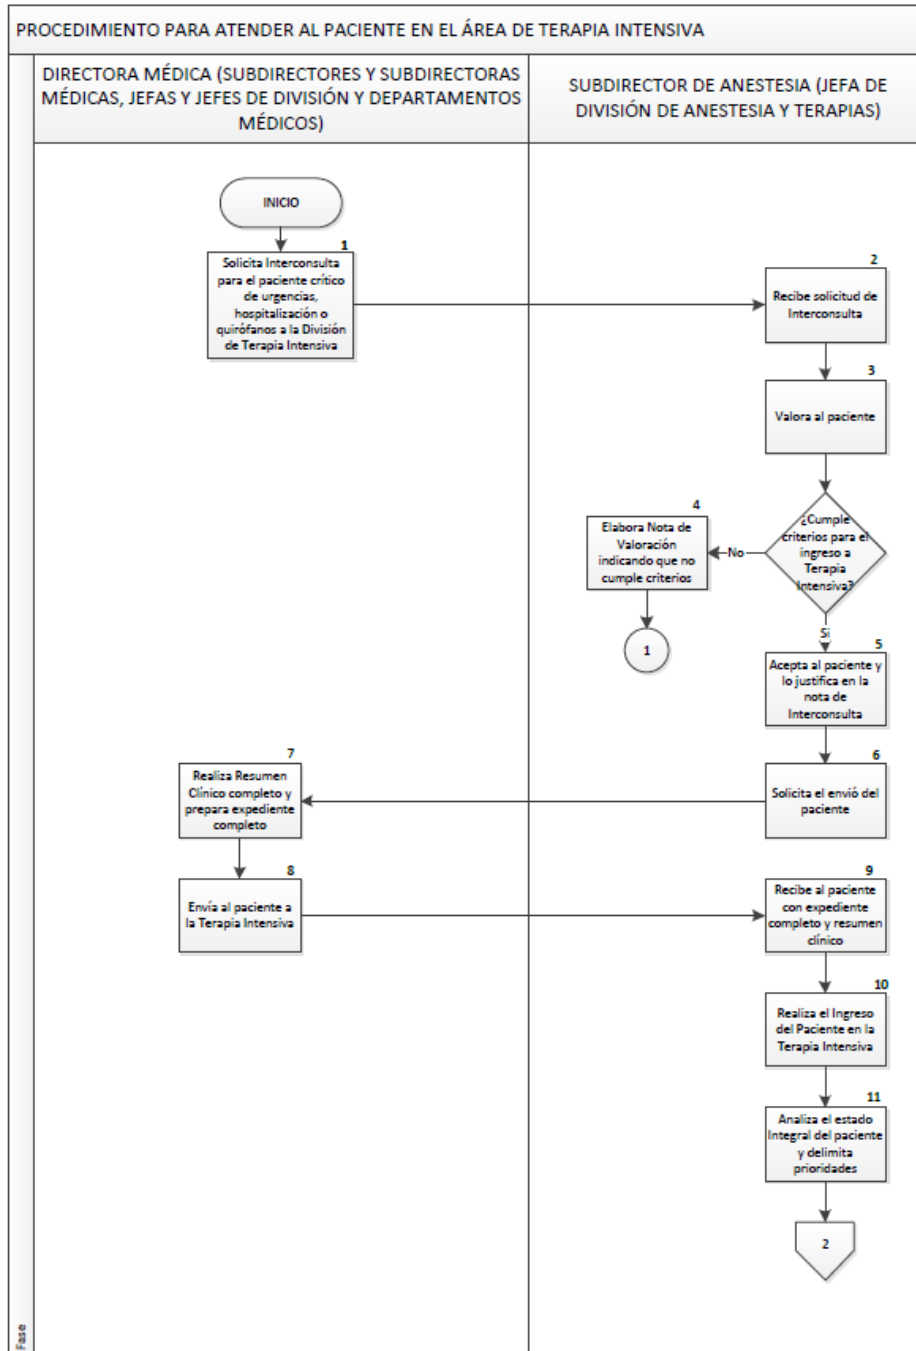 PROCEDIMIENTO PARA ATENDER AL PACIENTE EN EL ÁREA DE TERAPIA INTENSIVA
DIRECTORA MÉDICA (SUBDIRECTORES Y SUBDIRECTORAS
MÉDICAS, JEFAS Y JEFES DE DIVISIÓN Y DEPARTAMENTOS
MÉDICOS)
SUBDIRECTOR DE ANESTESIA (JEFA DE
DIVISIÓN DE ANESTESIA Y TERAPIAS)
INICIO
1
Solicita Interconsulta
para el paciente crítico
de urgencias,
hospitalización o
quirófanos a la División
de Terapia Intensiva
2
Recibe solicitud de
Interconsulta
3
Valora al paciente
¿Cumple
criterios para el
ingreso a
Terapia
Intensiva?
No
4
Elabora Nota de
Valoración
indicando que no
cumple criterios
1
Si
5
Acepta al paciente y
lo justifica en la
nota de
Interconsulta
6
Solicita el envió del
paciente
7
Realiza Resumen
Clínico completo y
prepara expediente
completo
8
Envía al paciente a
la Terapia Intensiva
9
Recibe al paciente
con expediente
completo y resumen
clínico
10
Realiza el Ingreso
del Paciente en la
Terapia Intensiva
11
Analiza el estado
Integral del paciente
y delimita
prioridades
2
Fase